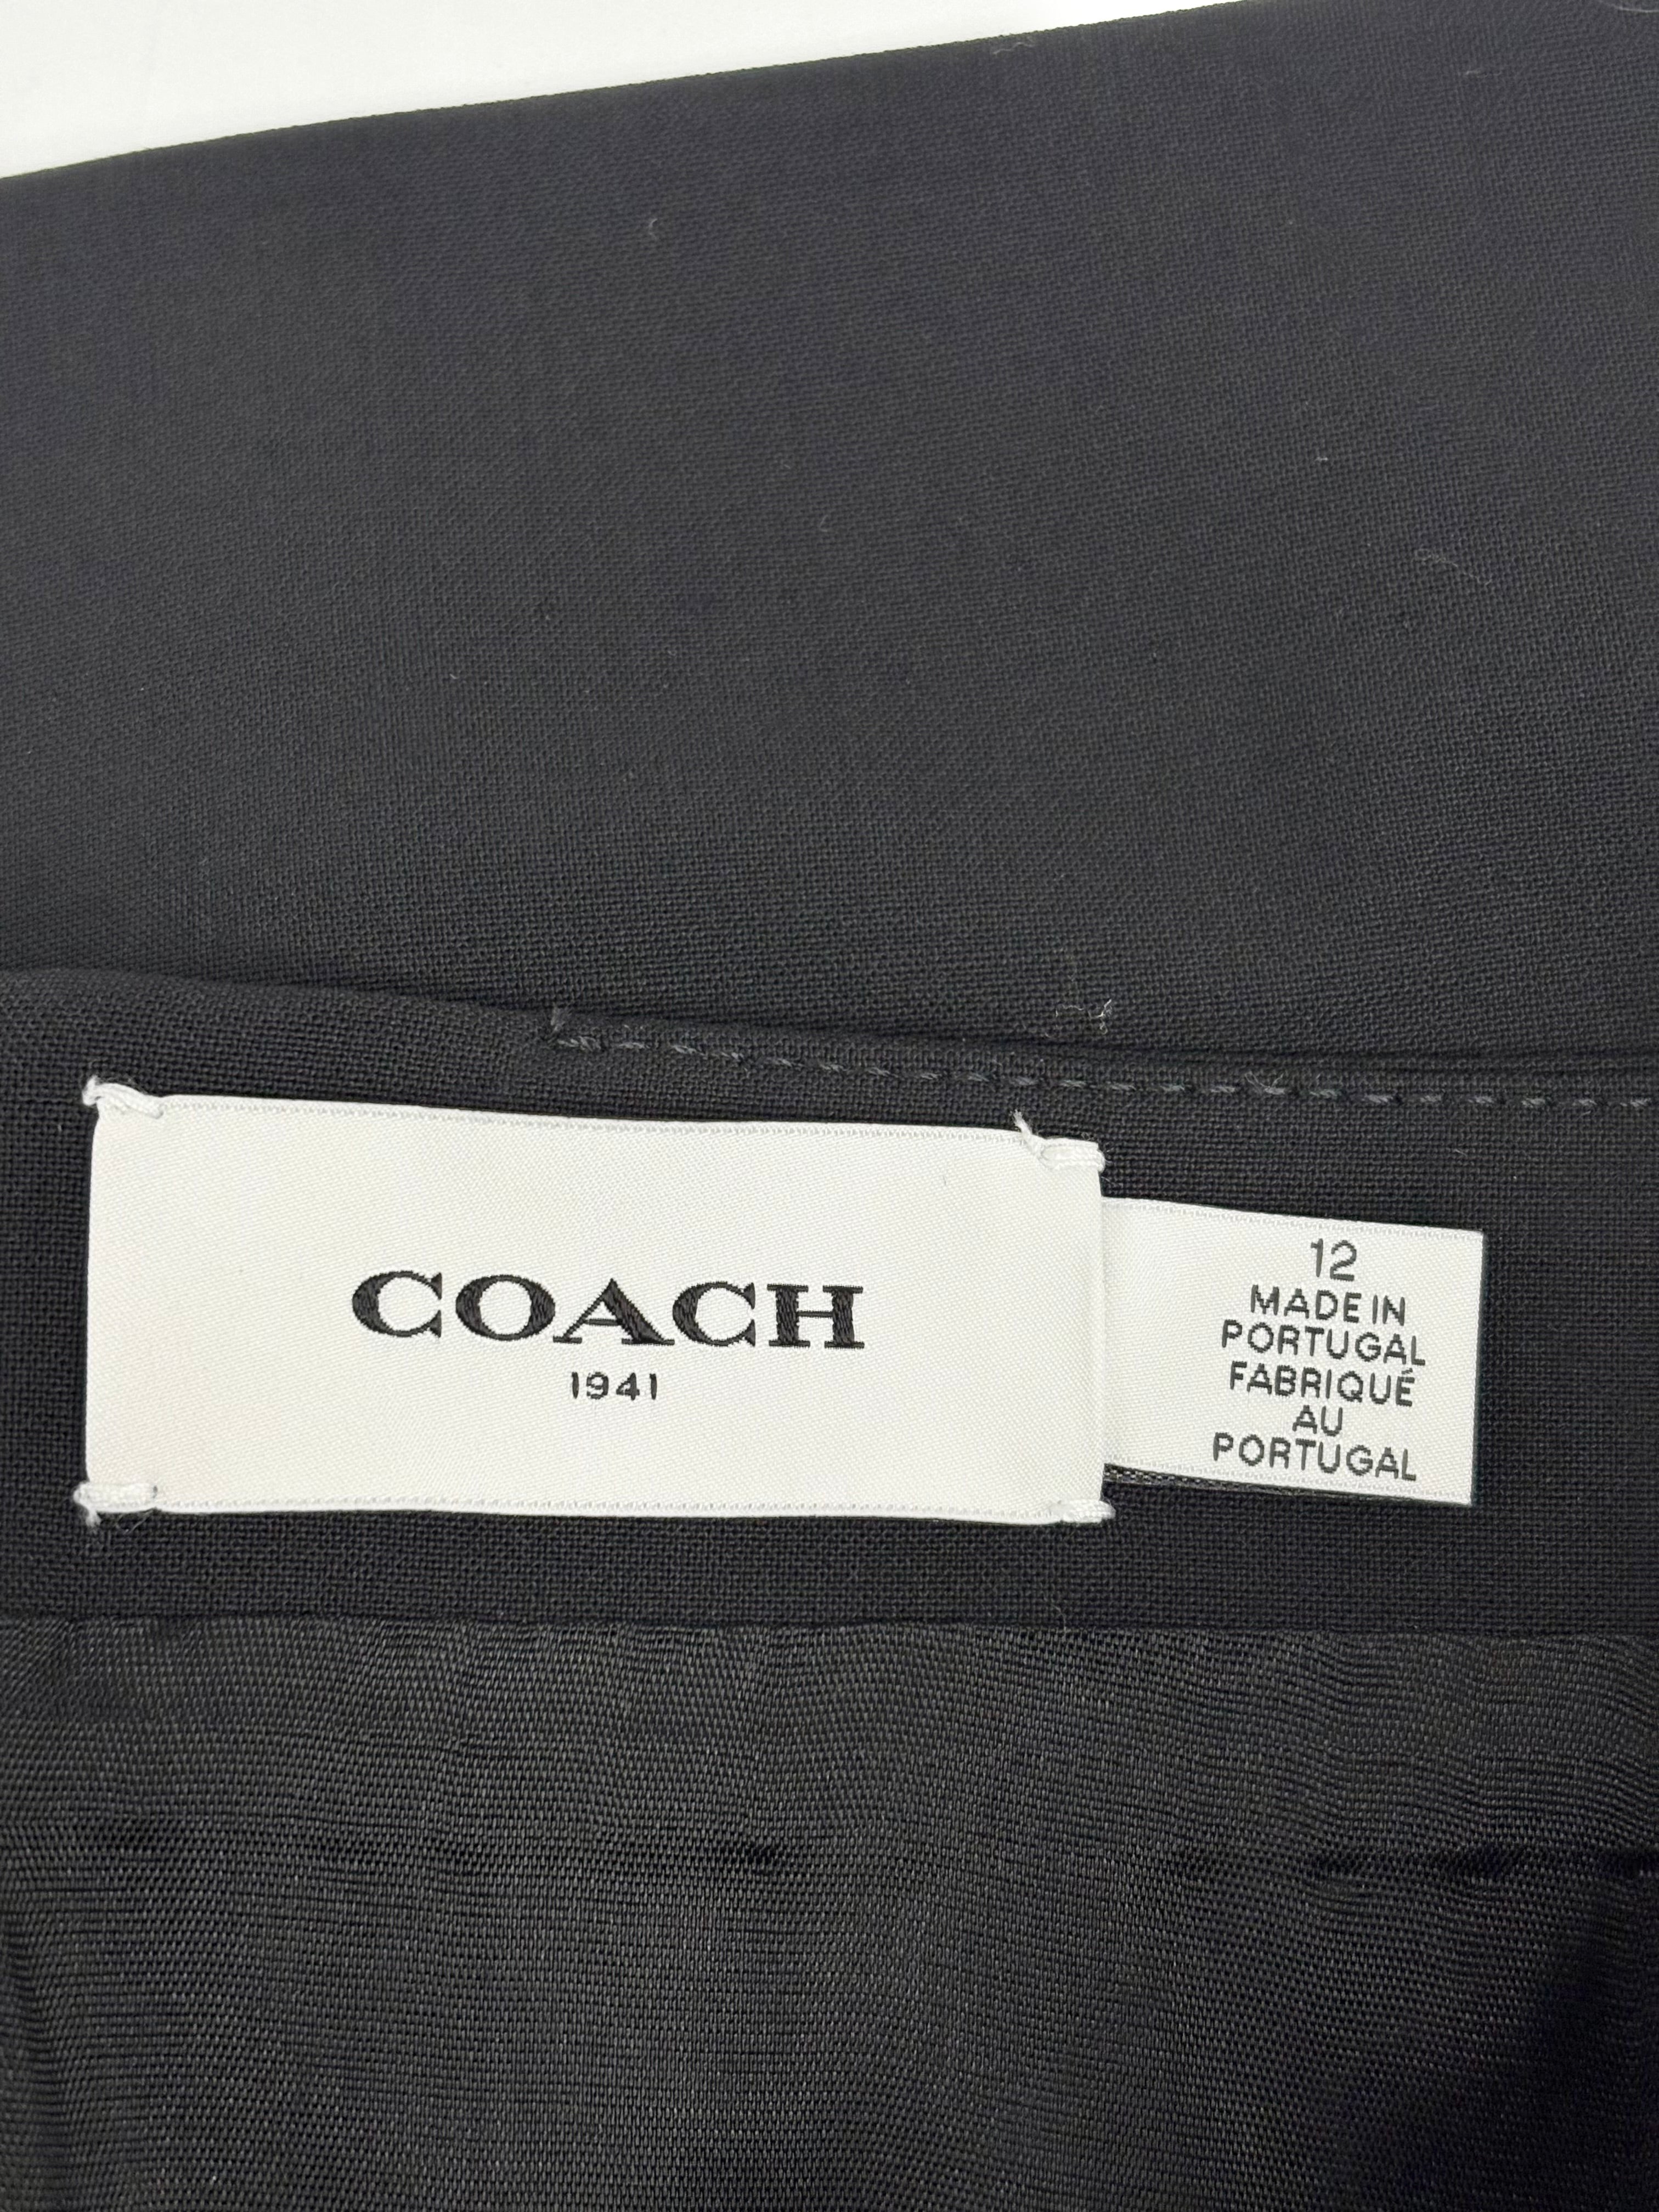 COACH
1941
12
MADE IN
PORTUGAL
FABRIQUÉ
AU
PORTUGAL